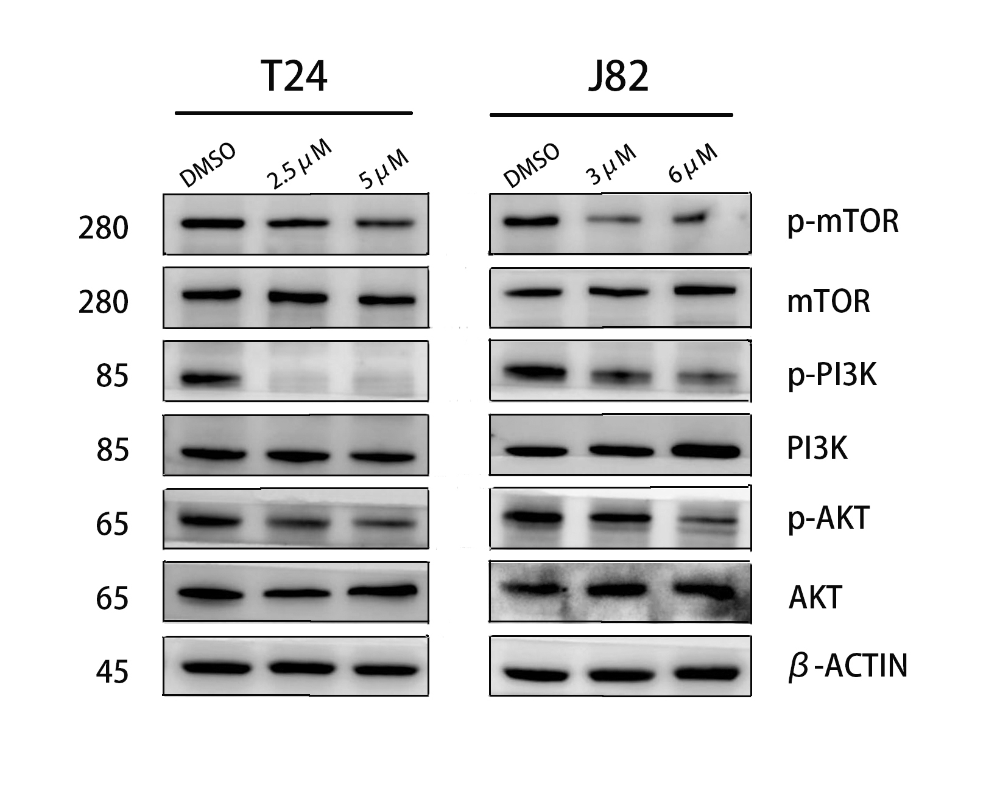 T24 J82
DMSO 2.5μM 5μM DMSO 3μM 6μM
280 p-mTOR
280 mTOR
85 p-PI3K
85 PI3K
65 p-AKT
65 AKT
45 β-ACTIN